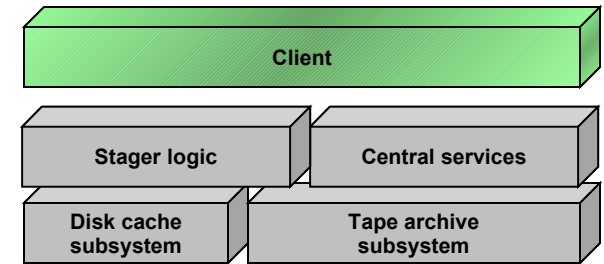 Client
Stager logic
Central services
Disk cache
subsystem
Tape archive
subsystem